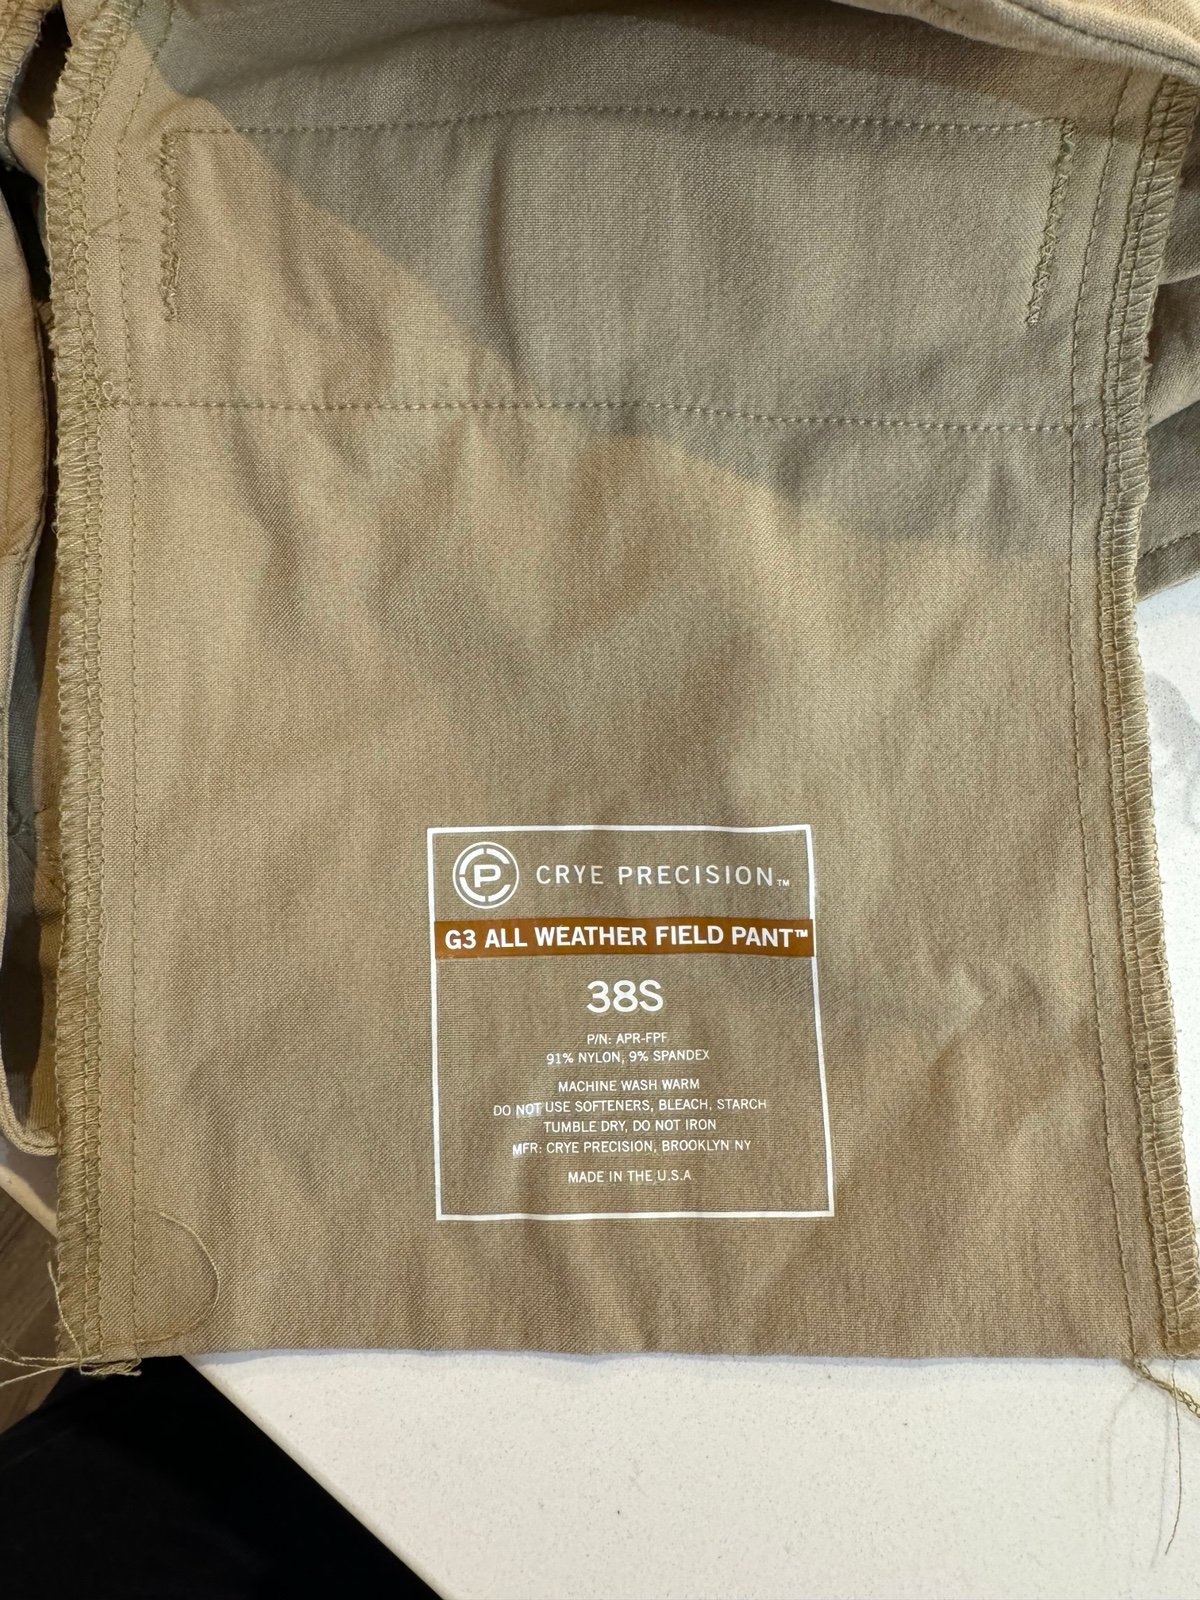 CP CRYE PRECISION™
G3 ALL WEATHER FIELD PANT™
38S
P/N: APR-FPF
91% NYLON, 9% SPANDEX
MACHINE WASH WARM
DO NOT USE SOFTENERS, BLEACH, STARCH
TUMBLE DRY, DO NOT IRON
MFR: CRYE PRECISION, BROOKLYN NY
MADE IN THE U.S.A